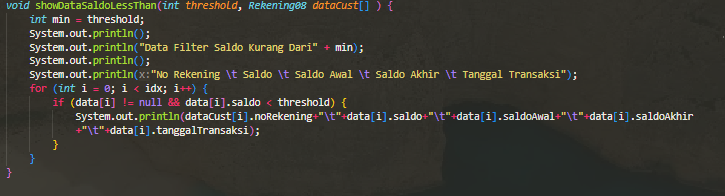 void showDataSaldoLessThan(int threshold, Rekening08 dataCust[] ) {
int min = threshold;
System.out.println();
System.out.println("Data Filter Saldo Kurang Dari" + min);
System.out.println();
System.out.println(x:"No Rekening \t Saldo \t Saldo Awal \t Saldo Akhir \t Tanggal Transaksi");
for (int i = 0; i < idx; i++) {
if (data[i] != null && data[i].saldo < threshold) {
System.out.println(dataCust[i].noRekening+"\t"+data[i].saldo+"\t"+data[i].saldoAwal+"\t"+data[i].saldoAkhir
+"\t"+data[i].tanggalTransaksi);
}
}
}